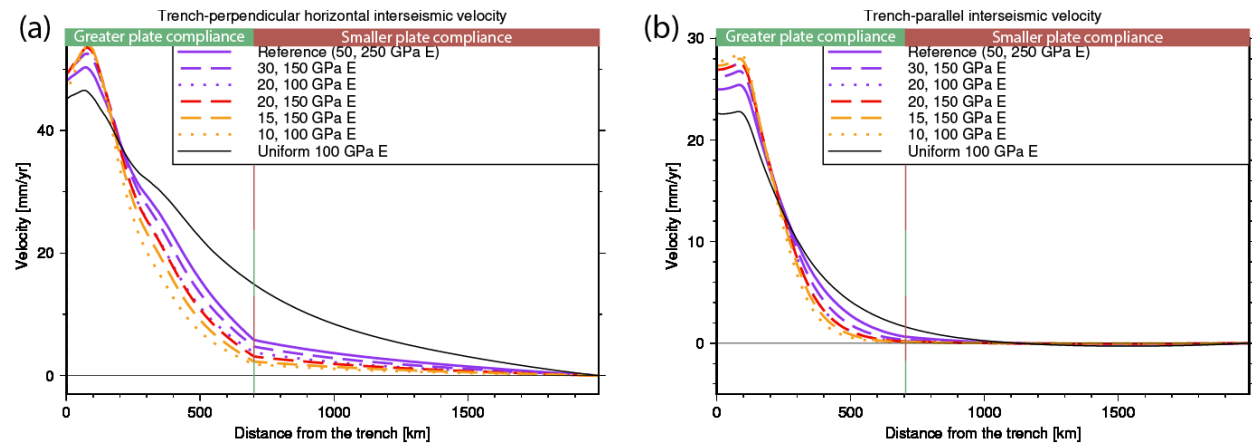 (a)
Trench-perpendicular horizontal interseismic velocity
Greater plate compliance
Smaller plate compliance
Reference (50, 250 GPa E)
30, 150 GPa E
20, 100 GPa E
20, 150 GPa E
15, 150 GPa E
10, 100 GPa E
Uniform 100 GPa E
Velocity [mm/yr]
40
20
0
0
500
1000
1500
Distance from the trench [km]
(b)
Trench-parallel interseismic velocity
Greater plate compliance
Smaller plate compliance
Reference (50, 250 GPa E)
30, 150 GPa E
20, 100 GPa E
20, 150 GPa E
15, 150 GPa E
10, 100 GPa E
Uniform 100 GPa E
Velocity [mm/yr]
30
20
10
0
0
500
1000
1500
Distance from the trench [km]